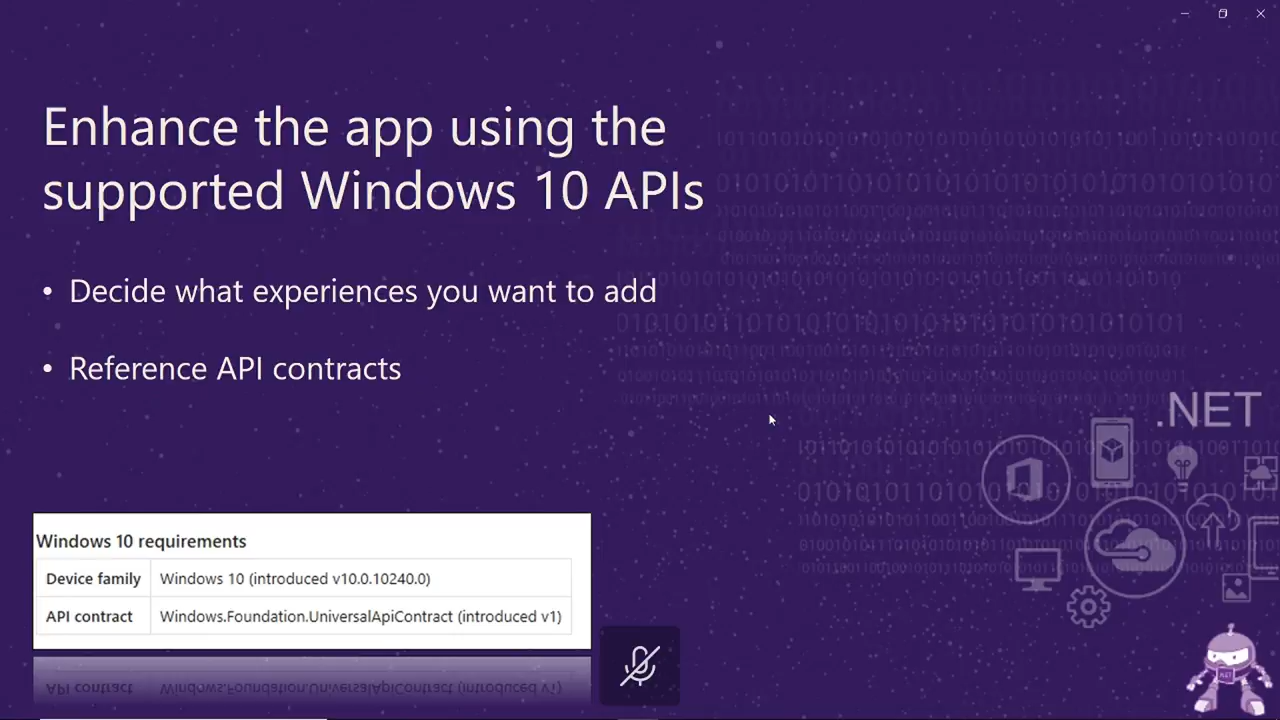 Enhance the app using the
supported Windows 10 APIs
• Decide what experiences you want to add
• Reference API contracts
.NET
Windows 10 requirements
Device family Windows 10 (introduced v10.0.10240.0)
API contract Windows.Foundation.UniversalApiContract (introduced v1)
.NET